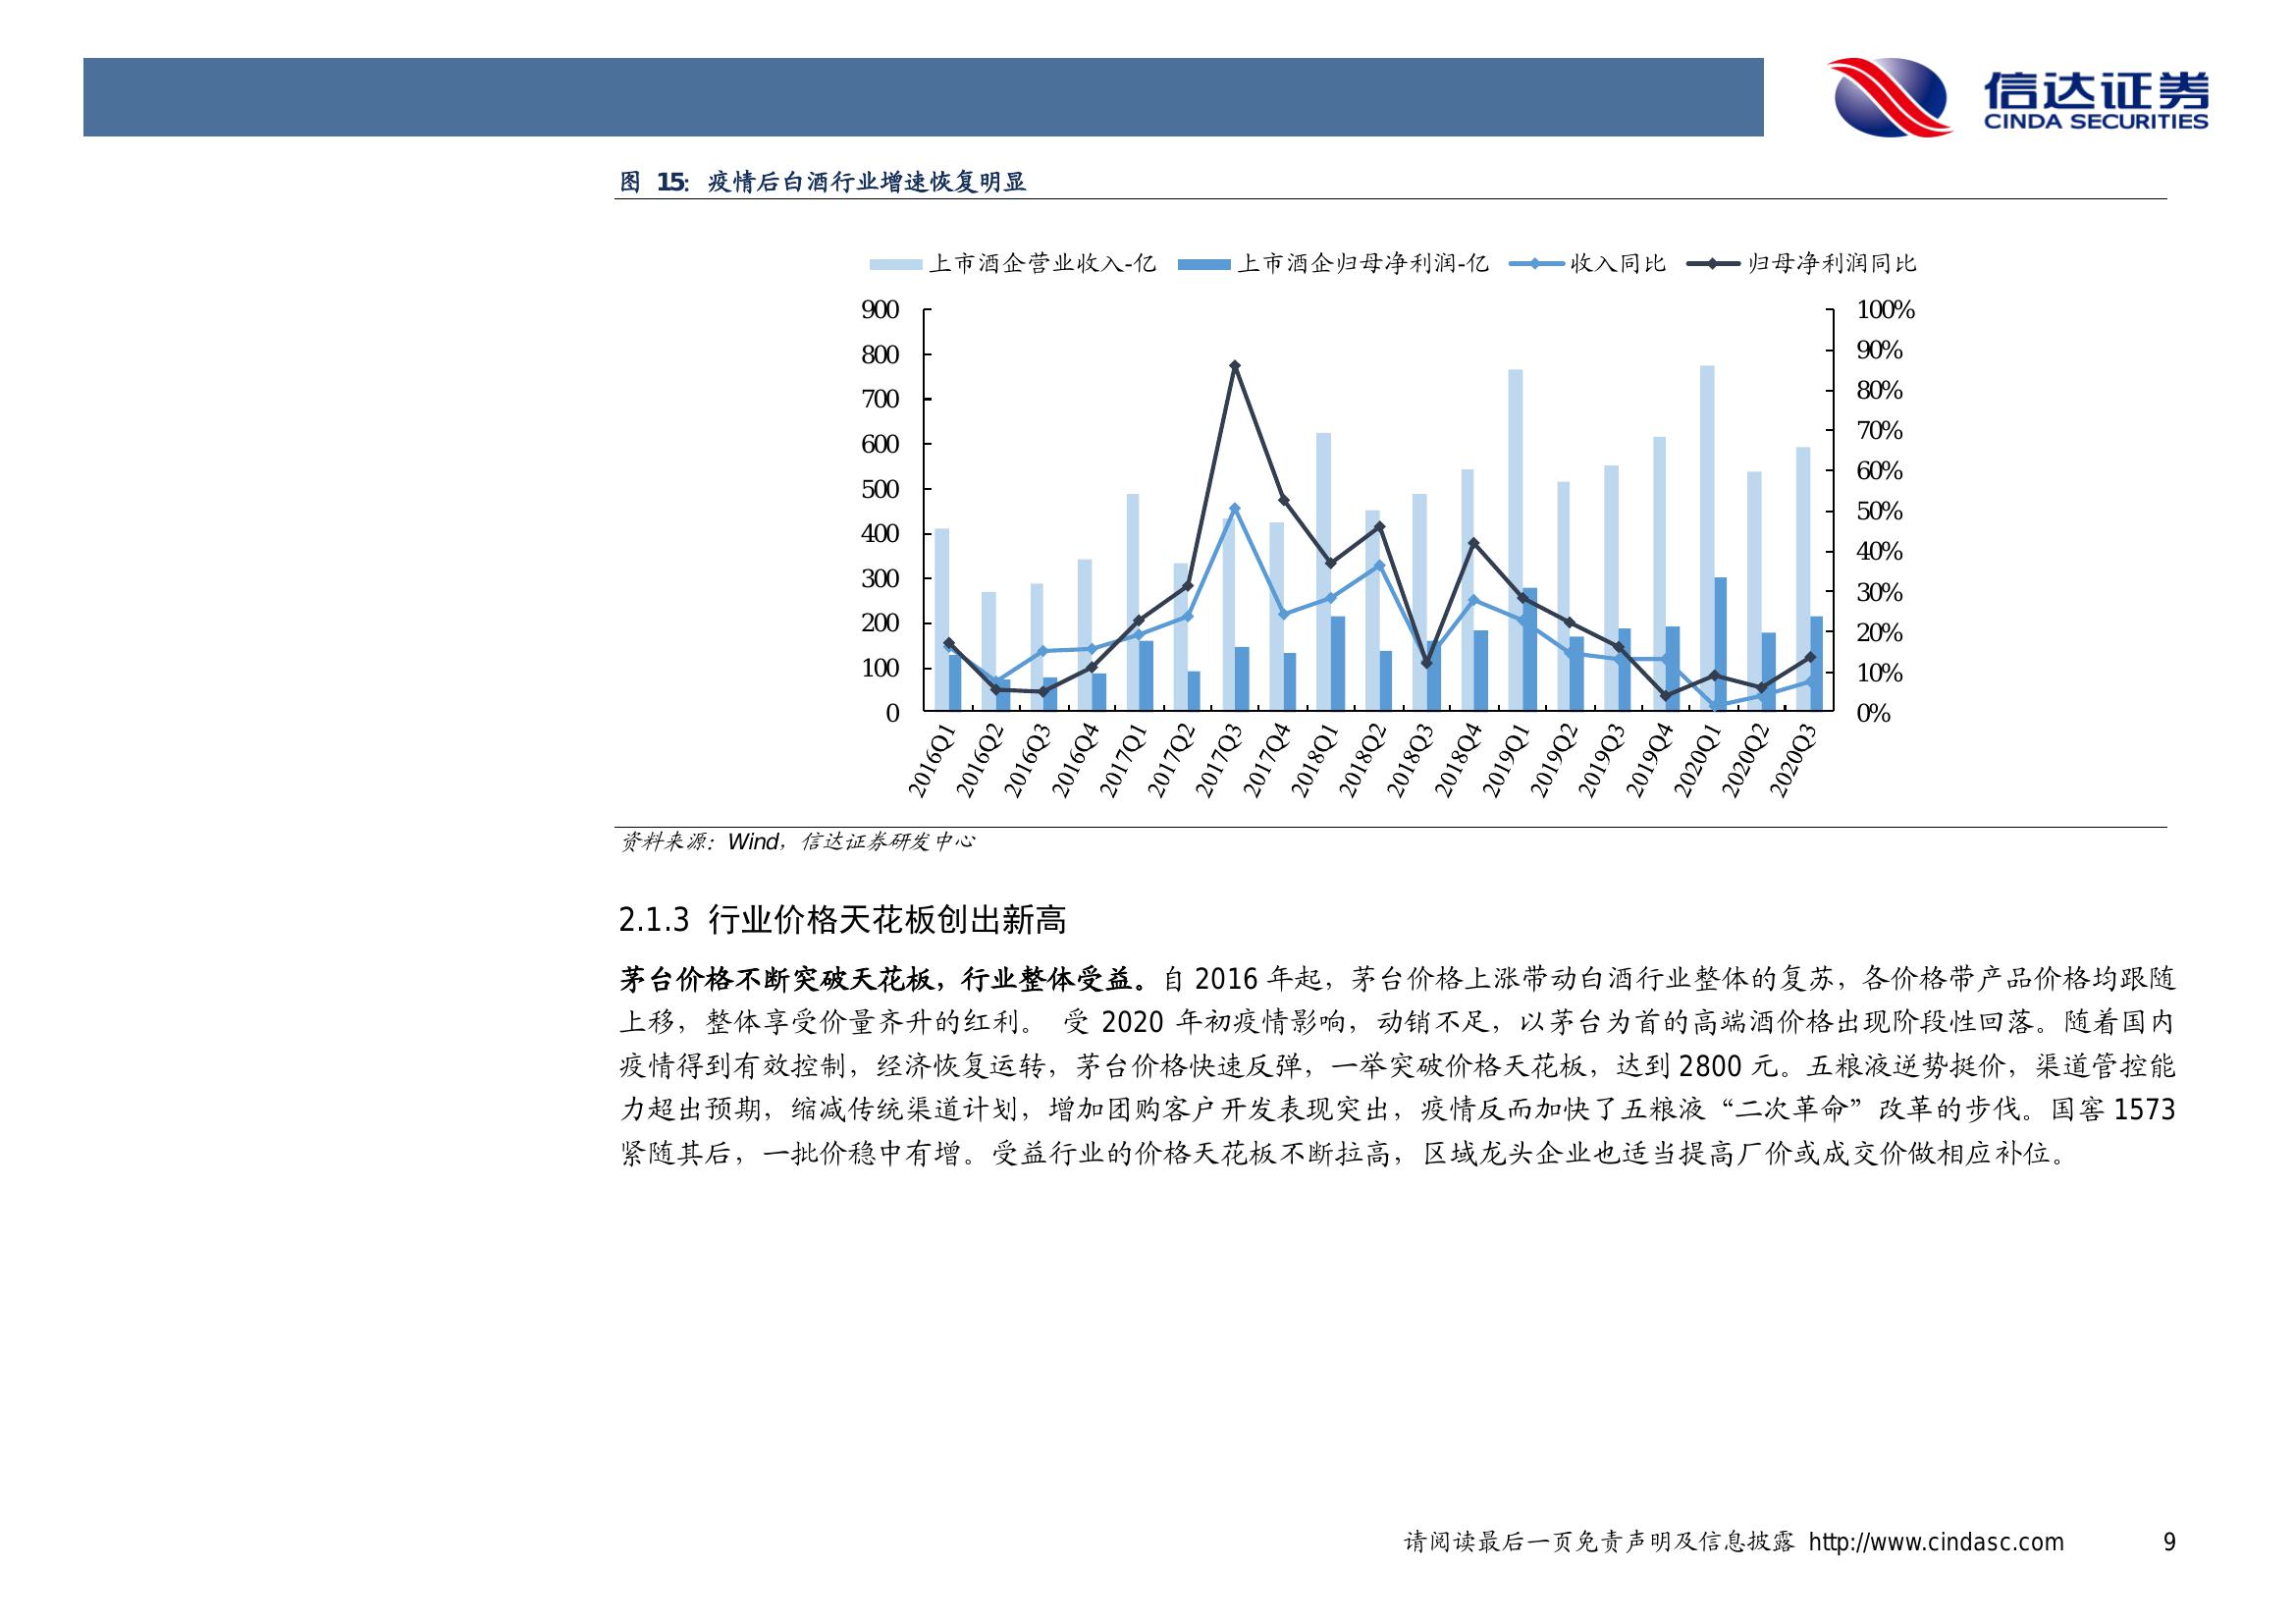 信达证券
CINDA SECURITIES
图 15：疫情后白酒行业增速恢复明显
上市酒企营业收入-亿 上市酒企归母净利润-亿 收入同比 归母净利润同比
900
800
700
600
500
400
300
200
100
0
100%
90%
80%
70%
60%
50%
40%
30%
20%
10%
0%
2016Q1
2016Q2
2016Q3
2016Q4
2017Q1
2017Q2
2017Q3
2017Q4
2018Q1
2018Q2
2018Q3
2018Q4
2019Q1
2019Q2
2019Q3
2019Q4
2020Q1
2020Q2
2020Q3
资料来源：Wind，信达证券研发中心
2.1.3 行业价格天花板创出新高
茅台价格不断突破天花板，行业整体受益。自 2016 年起，茅台价格上涨带动白酒行业整体的复苏，各价格带产品价格均跟随
上移，整体享受价量齐升的红利。 受 2020 年初疫情影响，动销不足，以茅台为首的高端酒价格出现阶段性回落。随着国内
疫情得到有效控制，经济恢复运转，茅台价格快速反弹，一举突破价格天花板，达到 2800 元。五粮液逆势挺价，渠道管控能
力超出预期，缩减传统渠道计划，增加团购客户开发表现突出，疫情反而加快了五粮液“二次革命”改革的步伐。国窖 1573
紧随其后，一批价稳中有增。受益行业的价格天花板不断拉高，区域龙头企业也适当提高厂价或成交价做相应补位。
请阅读最后一页免责声明及信息披露 http://www.cindasc.com 9